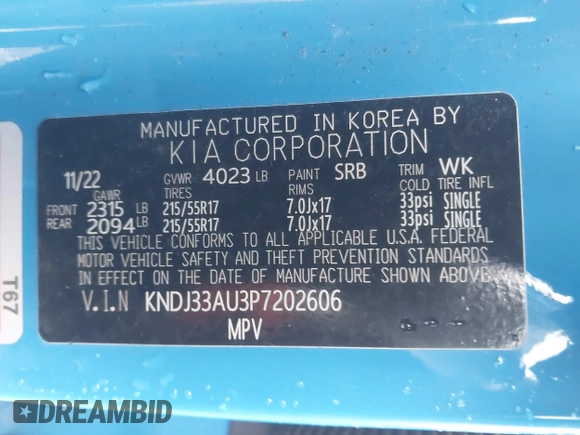 MANUFACTURED IN KOREA BY
KIA CORPORATION
11/22 GVWR 4023 LB PAINT SRB TRIM WK
GAWR TIRES RIMS COLD TIRE INFL
FRONT 2315 LB 215/55R17 7.0Jx17 33psi SINGLE
REAR 2094 LB 215/55R17 7.0Jx17 33psi SINGLE
THIS VEHICLE CONFORMS TO ALL APPLICABLE U.S.A. FEDERAL
MOTOR VEHICLE SAFETY AND THEFT PREVENTION STANDARDS
IN EFFECT ON THE DATE OF MANUFACTURE SHOWN ABOVE.
V.I.N KNDJ33AU3P7202606
MPV
T67
DREAMBID